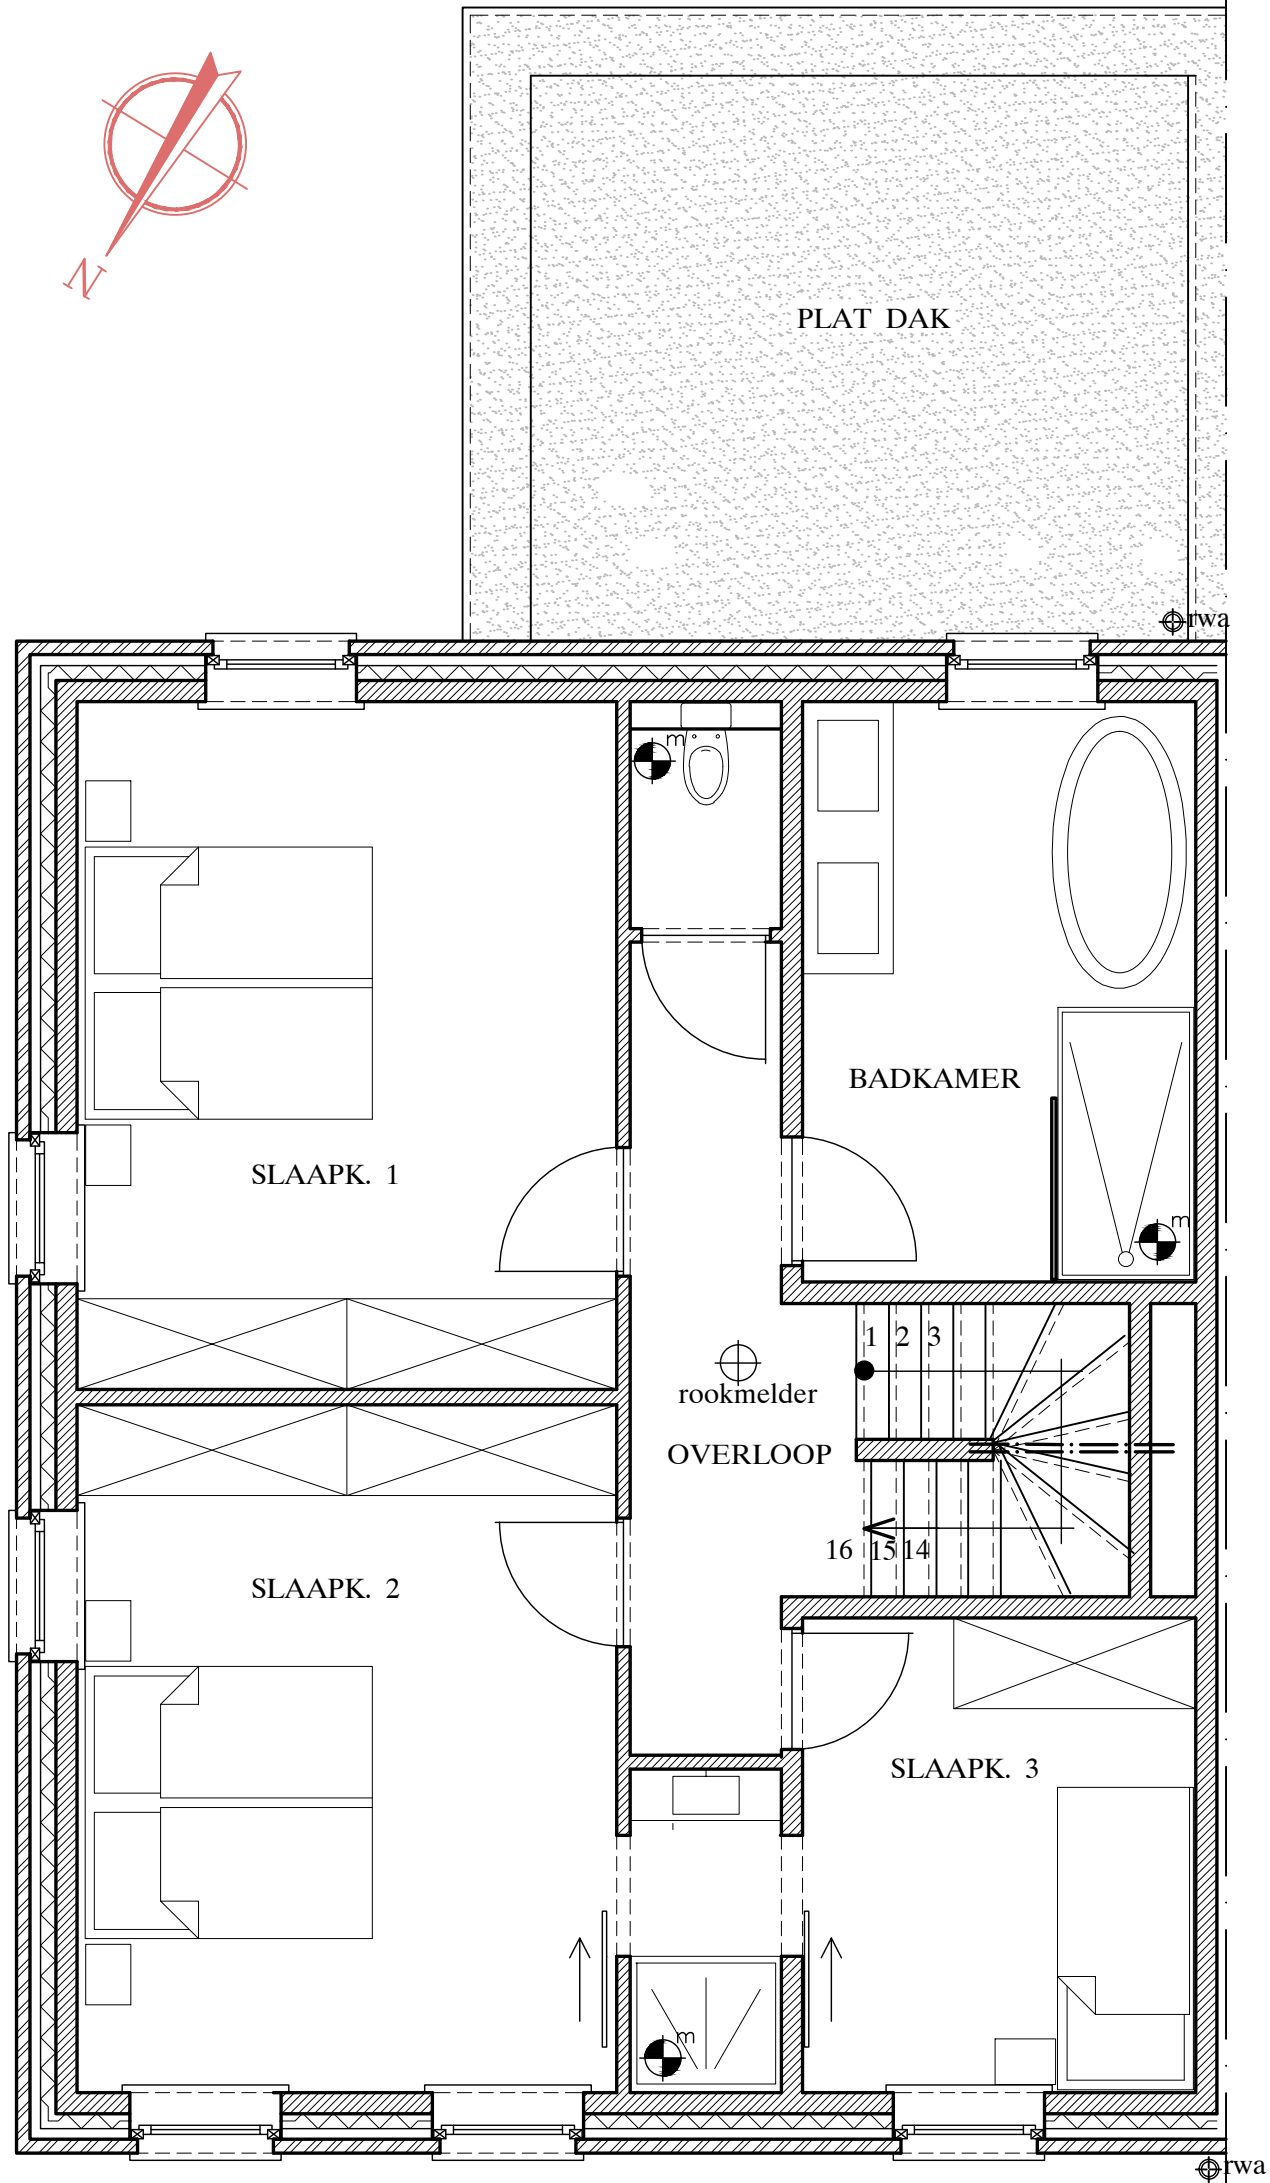 N
PLAT DAK
rwa
m
BADKAMER
SLAAPK. 1
m
1 2 3
rookmelder
OVERLOOP
16 15 14
SLAAPK. 2
SLAAPK. 3
m
rwa